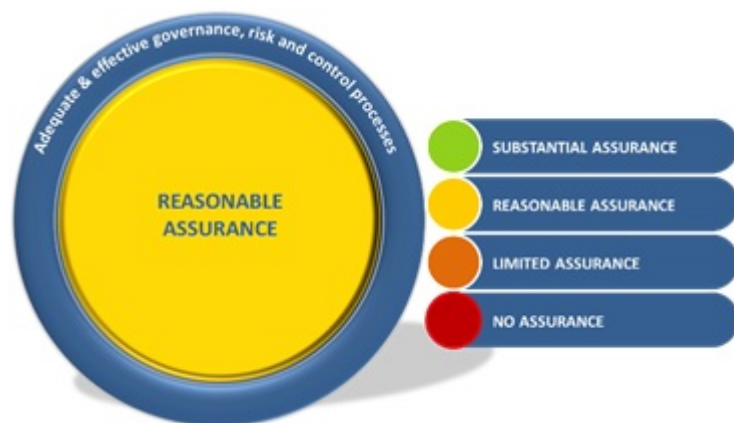 Adequate & effective governance, risk and control processes
REASONABLE
ASSURANCE
SUBSTANTIAL ASSURANCE
REASONABLE ASSURANCE
LIMITED ASSURANCE
NO ASSURANCE